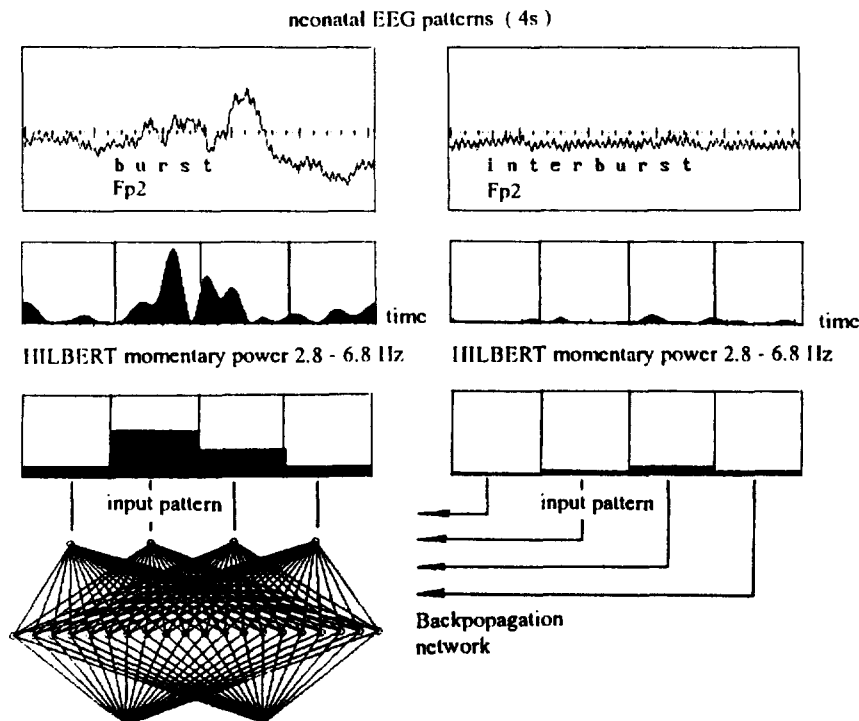 neonatal EEG patterns ( 4s )
burst
Fp2
interburst
Fp2
time
time
HILBERT momentary power 2.8 - 6.8 Hz
HILBERT momentary power 2.8 - 6.8 Hz
input pattern
input pattern
Backpopagation
network